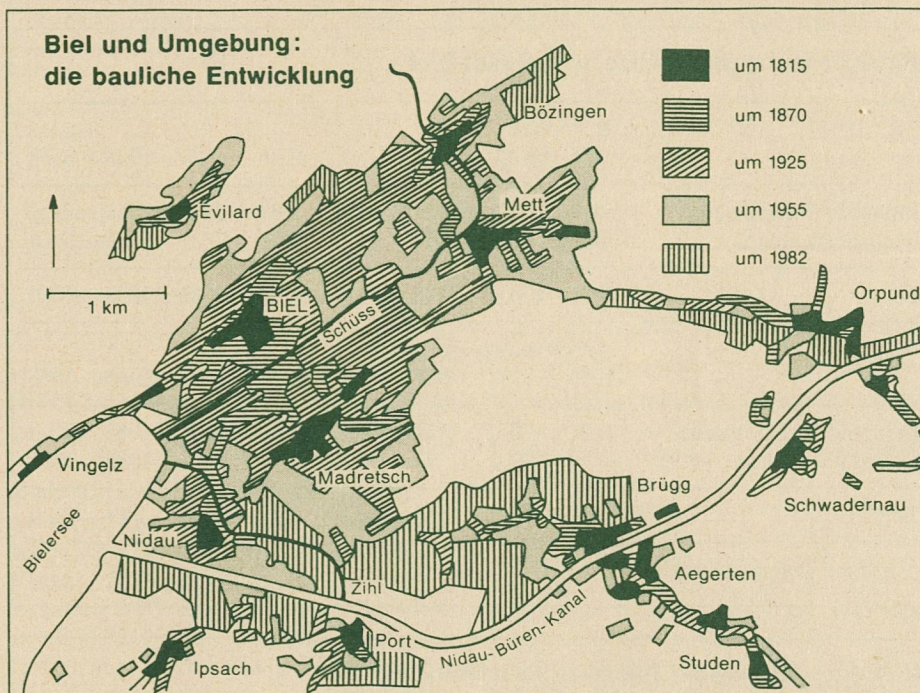 Biel und Umgebung:
die bauliche Entwicklung
um 1815
um 1870
um 1925
um 1955
um 1982
Bözingen
Mett
Evilard
1 km
BIEL
Schüss
Orpund
Vingelz
Madretsch
Brügg
Schwadernau
Bielersee
Nidau
Zihl
Aegerten
Nidau-Büren-Kanal
Port
Ipsach
Studen